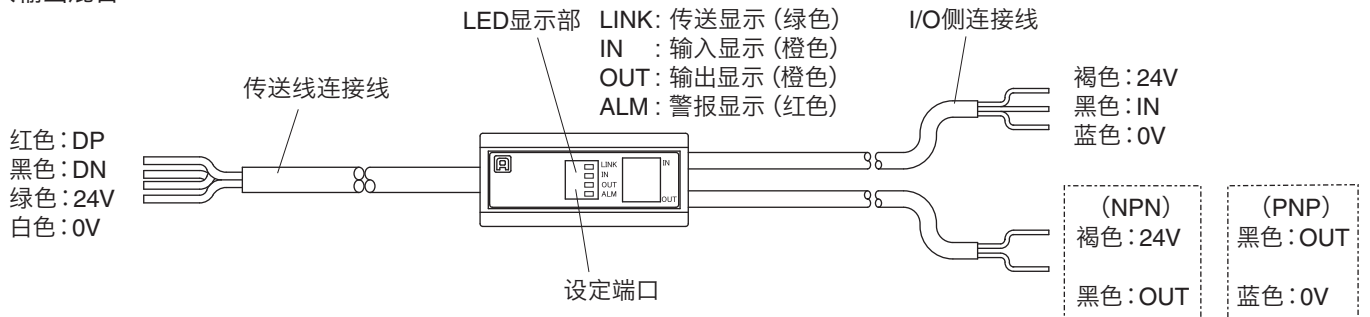 LED显示部
LINK：传送显示（绿色）
IN：输入显示（橙色）
OUT：输出显示（橙色）
ALM：警报显示（红色）
I/O侧连接线
传送线连接线
红色：DP
黑色：DN
绿色：24V
白色：0V
LINK
IN
OUT
ALM
IN
OUT
设定端口
褐色：24V
黑色：IN
蓝色：0V
（NPN）
褐色：24V
黑色：OUT
（PNP）
黑色：OUT
蓝色：0V